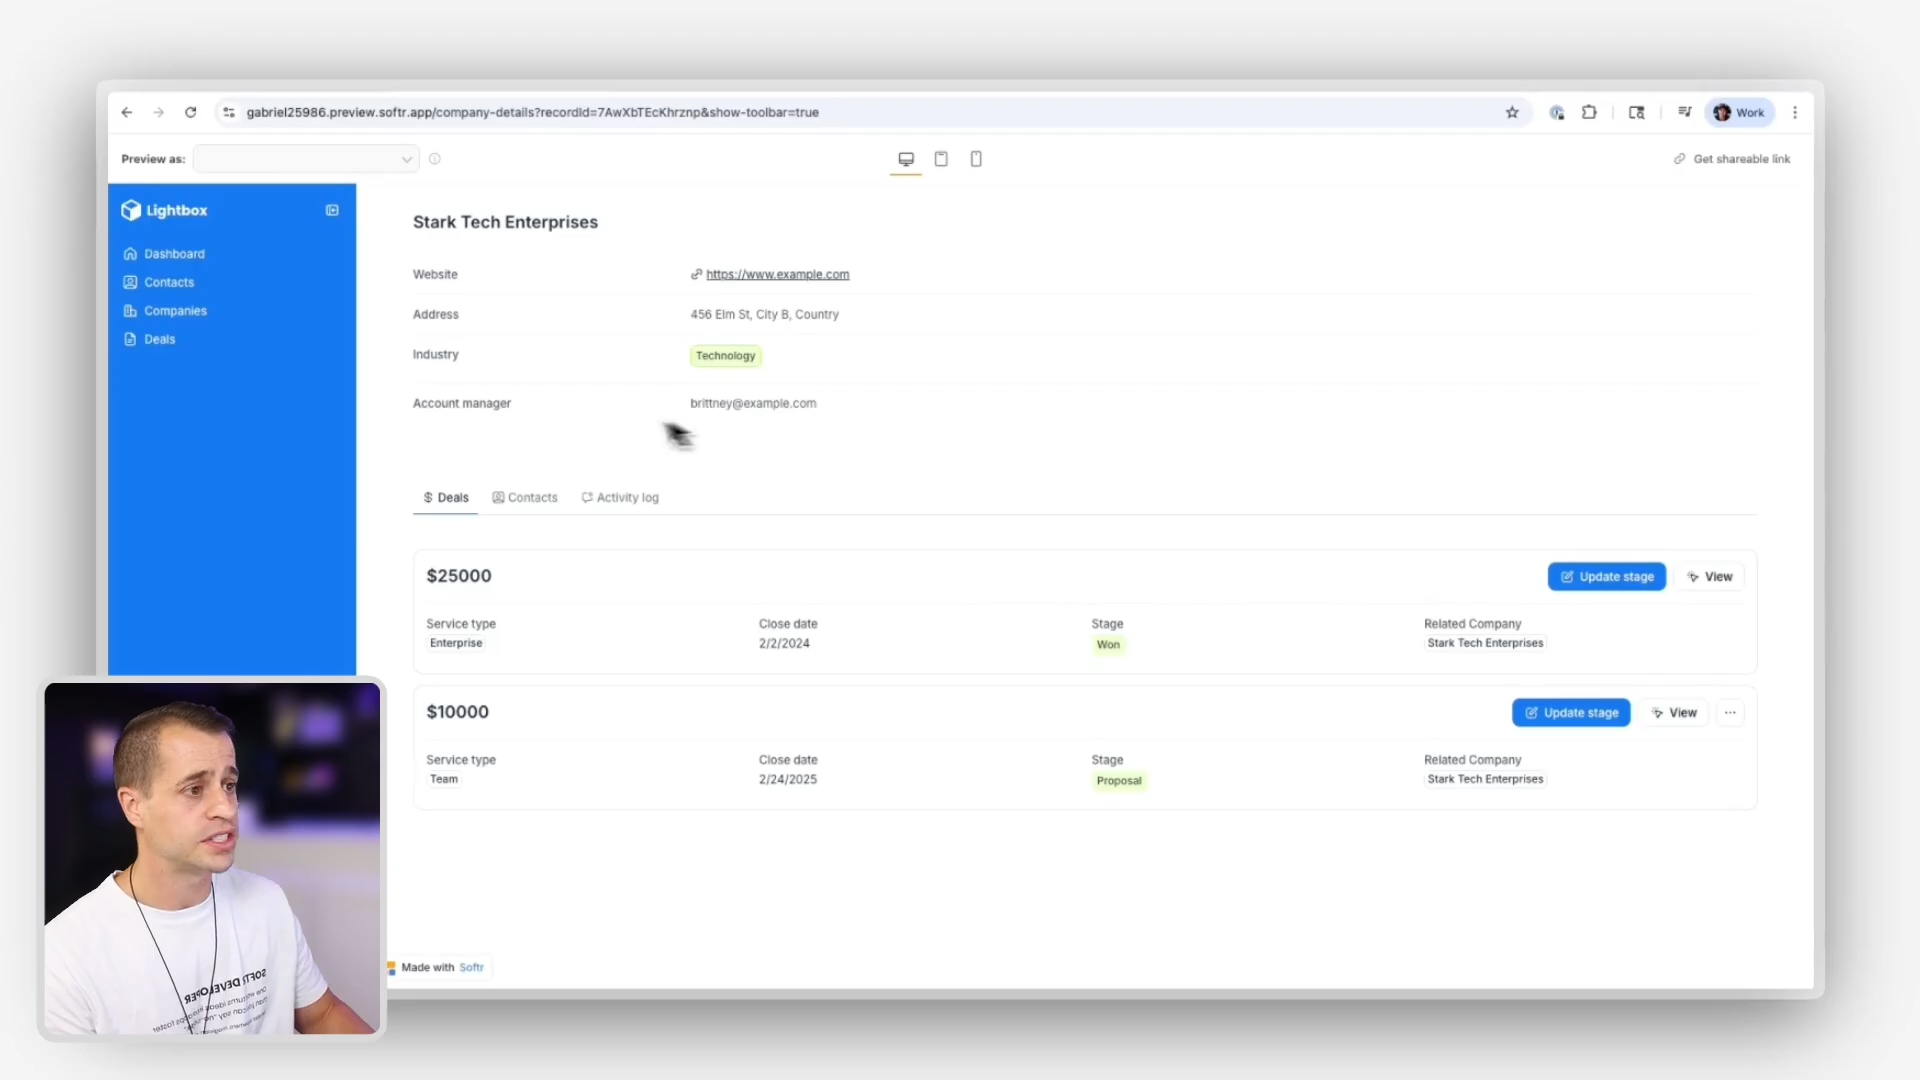 gabriel25986.preview.softr.app/company-details?recordId=7AwXbTEcKhrznp&show-toolbar=true
Work
Preview as:
Get shareable link
Lightbox
Dashboard
Contacts
Companies
Deals
Stark Tech Enterprises
Website
https://www.example.com
Address
456 Elm St, City B, Country
Industry
Technology
Account manager
brittney@example.com
Deals
Contacts
Activity log
$25000
Update stage
View
Service type
Close date
Stage
Related Company
Enterprise
2/2/2024
Won
Stark Tech Enterprises
$10000
Update stage
View
Service type
Close date
Stage
Related Company
Team
2/24/2025
Proposal
Stark Tech Enterprises
Made with Softr
SOFTR DEVELOPER